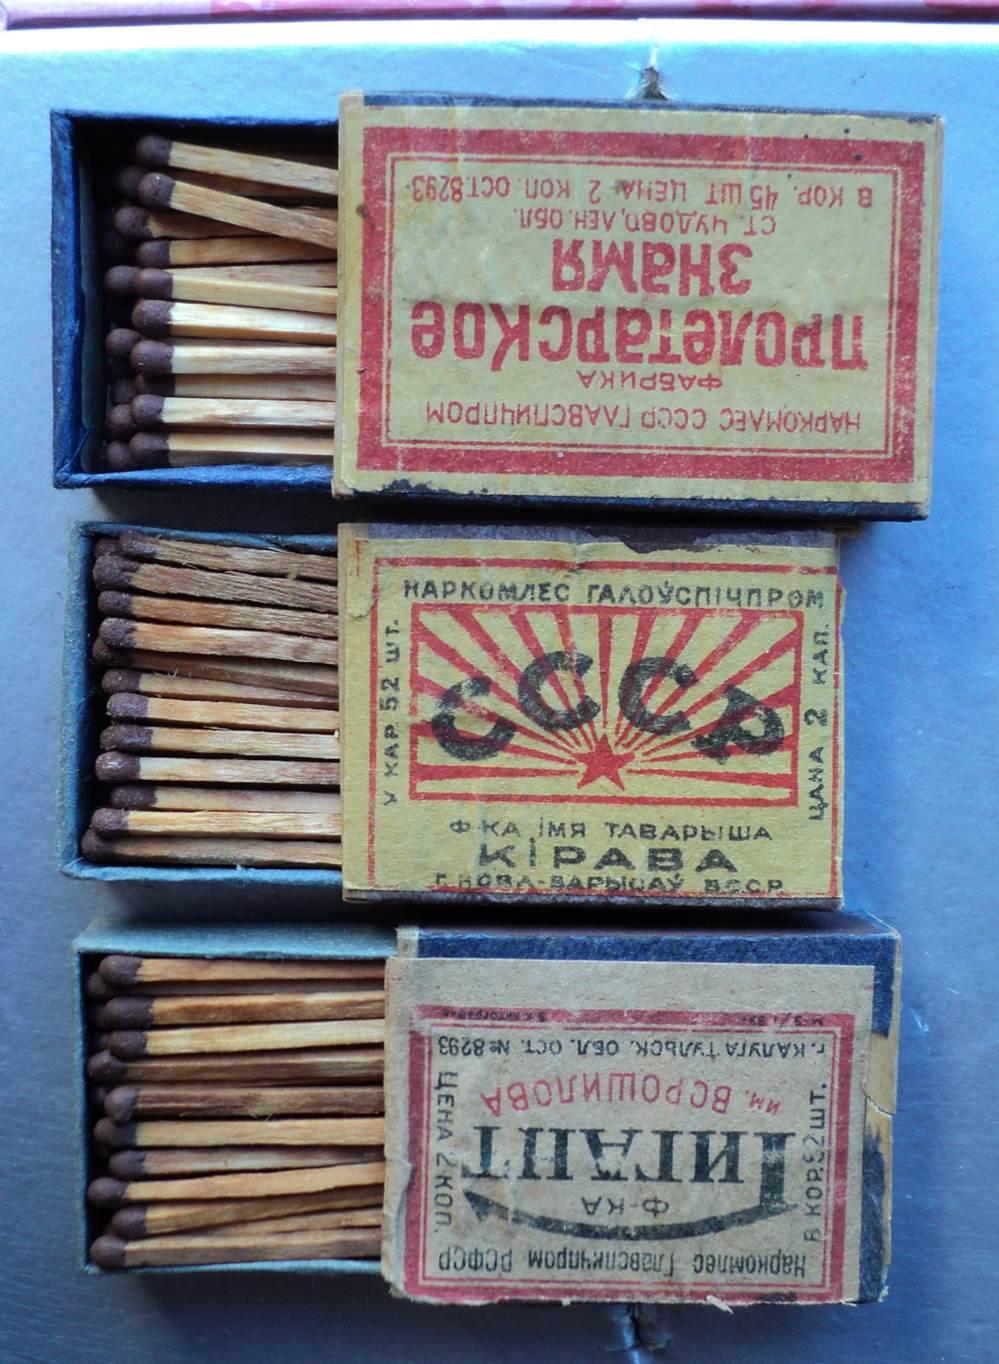 НАРКОМЛЕС СССР ГЛАВСПИЧПРОМ
ФАБРИКА
ПРОЛЕТАРСКОЕ
ЗНАМЯ
СТ. ЧУДОВО, ЛЕН. ОБЛ.
В КОР. 45 ШТ. ЦЕНА 2 КОП. ОСТ. 8293
НАРКОМЛЕС ГАЛОЎСПІЧПРОМ
У КАР 52 ШТ.
СССР
ЦАНА 2 КАП.
Ф-КА ІМЯ ТАВАРЫША
КІРАВА
Г. НОВА-БАРЫСАЎ БССР
Наркомлес Главспичпром РСФСР
Ф-КА
ГИГАНТ
ИМ. ВОРОШИЛОВА
В КОР. 52 ШТ.
ЦЕНА 2 КОП.
г. КАЛУГА ТУЛЬСК. ОБЛ. ОСТ. № 8293